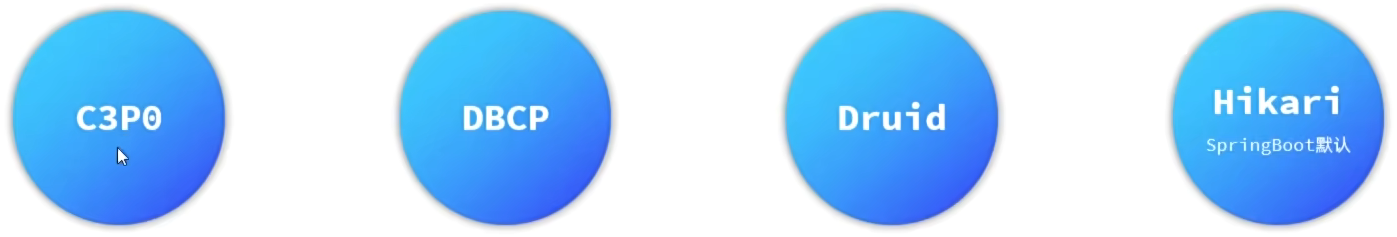 C3P0
DBCP
Druid
Hikari
SpringBoot默认